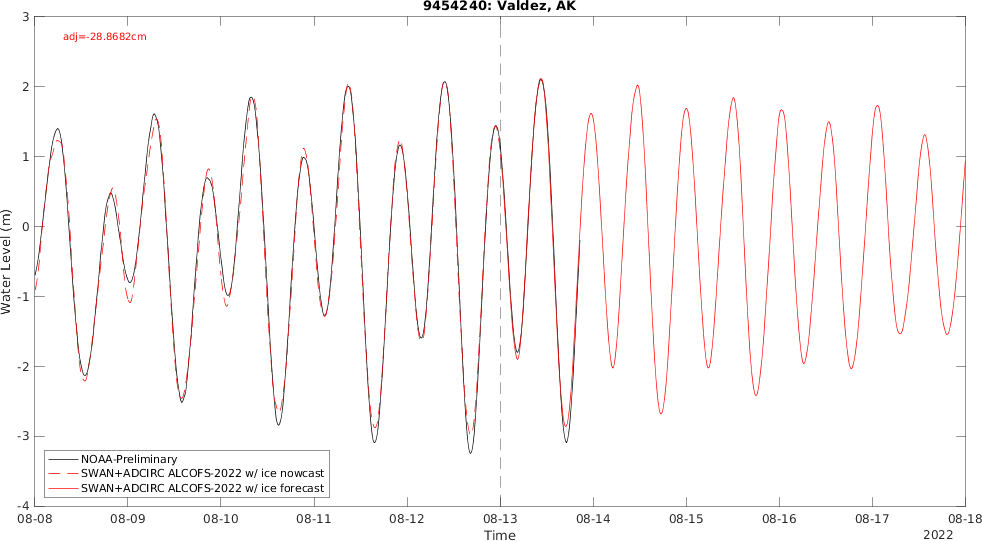 9454240: Valdez, AK
adj=-28.8682cm
3
2
1
0
-1
-2
-3
-4
Water Level (m)
NOAA-Preliminary
SWAN+ADCIRC ALCOFS-2022 w/ ice nowcast
SWAN+ADCIRC ALCOFS-2022 w/ ice forecast
08-08 08-09 08-10 08-11 08-12 08-13 08-14 08-15 08-16 08-17 08-18
Time
2022